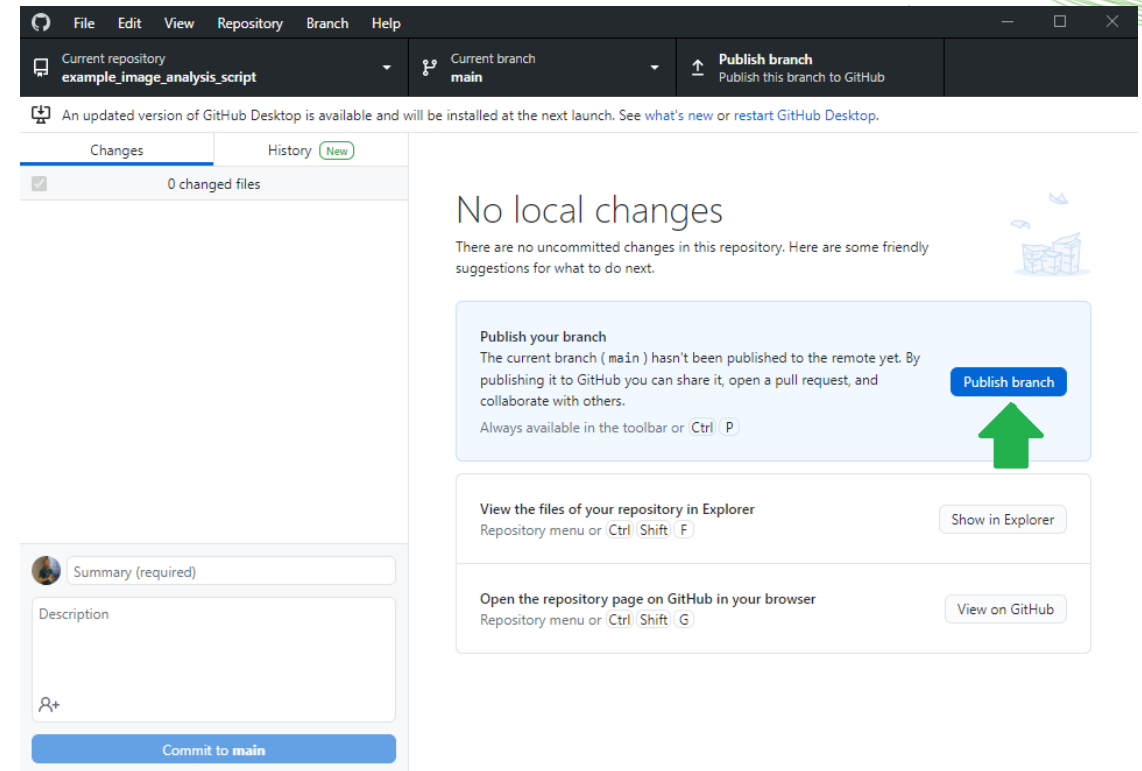 File Edit View Repository Branch Help
Current repository
example_image_analysis_script
Current branch
main
Publish branch
Publish this branch to GitHub
An updated version of GitHub Desktop is available and will be installed at the next launch. See what's new or restart GitHub Desktop.
Changes
History New
0 changed files
No local changes
There are no uncommitted changes in this repository. Here are some friendly
suggestions for what to do next.
Publish your branch
The current branch ( main ) hasn't been published to the remote yet. By
publishing it to GitHub you can share it, open a pull request, and
collaborate with others.
Always available in the toolbar or Ctrl P
Publish branch
View the files of your repository in Explorer
Repository menu or Ctrl Shift F
Show in Explorer
Open the repository page on GitHub in your browser
Repository menu or Ctrl Shift G
View on GitHub
Summary (required)
Description
Commit to main